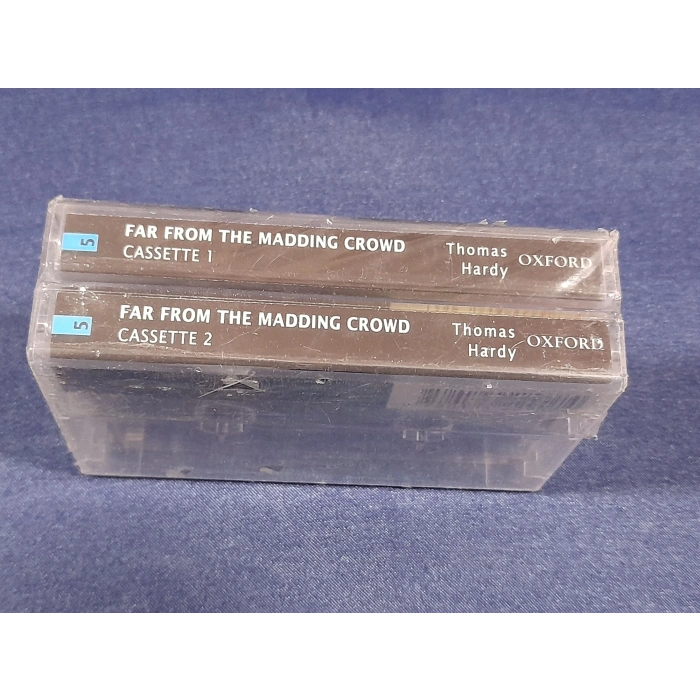 5
FAR FROM THE MADDING CROWD
CASSETTE 1
Thomas
Hardy
OXFORD
5
FAR FROM THE MADDING CROWD
CASSETTE 2
Thomas
Hardy
OXFORD